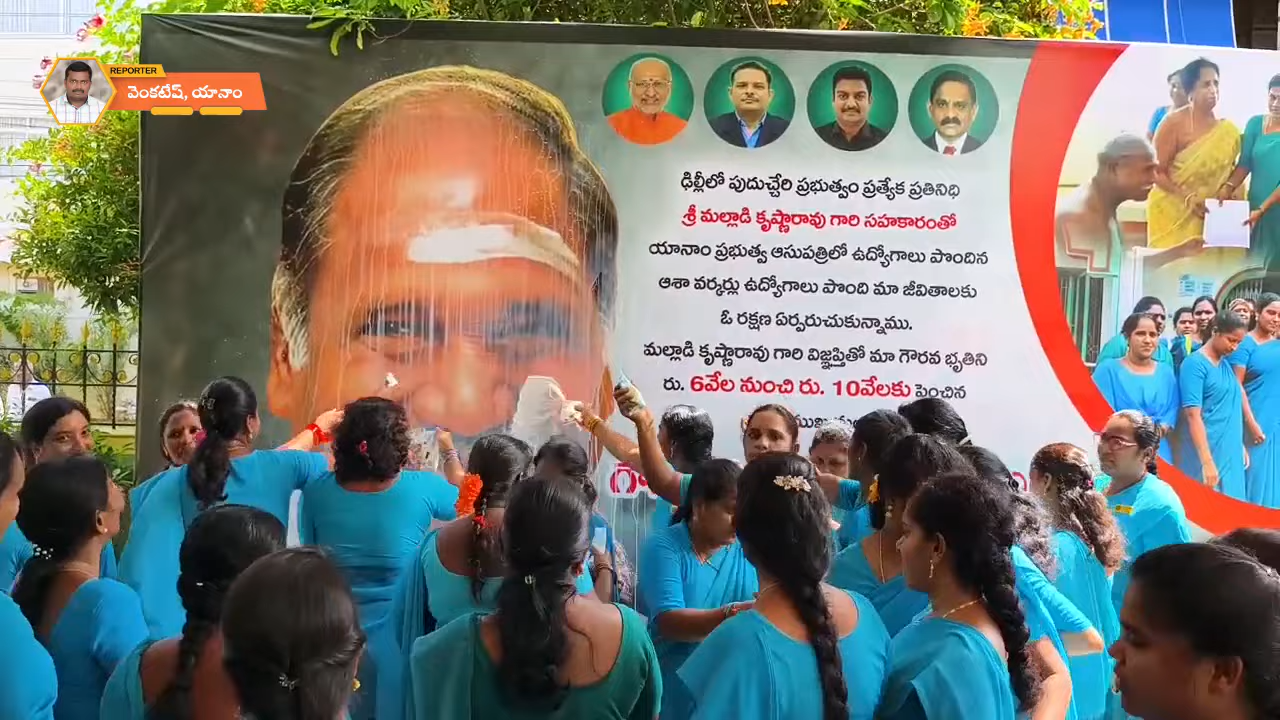 REPORTER
వెంకటేష్, యానాం
ఢిల్లీలో పుదుచ్చేరి ప్రభుత్వం ప్రత్యేక ప్రతినిధి
శ్రీ మల్లాడి కృష్ణారావు గారి సహకారంతో
యానాం ప్రభుత్వ ఆసుపత్రిలో ఉద్యోగాలు పొందిన
ఆశా వర్కర్లు ఉద్యోగాలు పొంది మా జీవితాలకు
ఓ రక్షణ ఏర్పరుచుకున్నాము.
మల్లాడి కృష్ణారావు గారి విజ్ఞప్తితో మా గౌరవ భృతిని
రు. 6వేల నుంచి రు. 10వేలకు పెంచిన